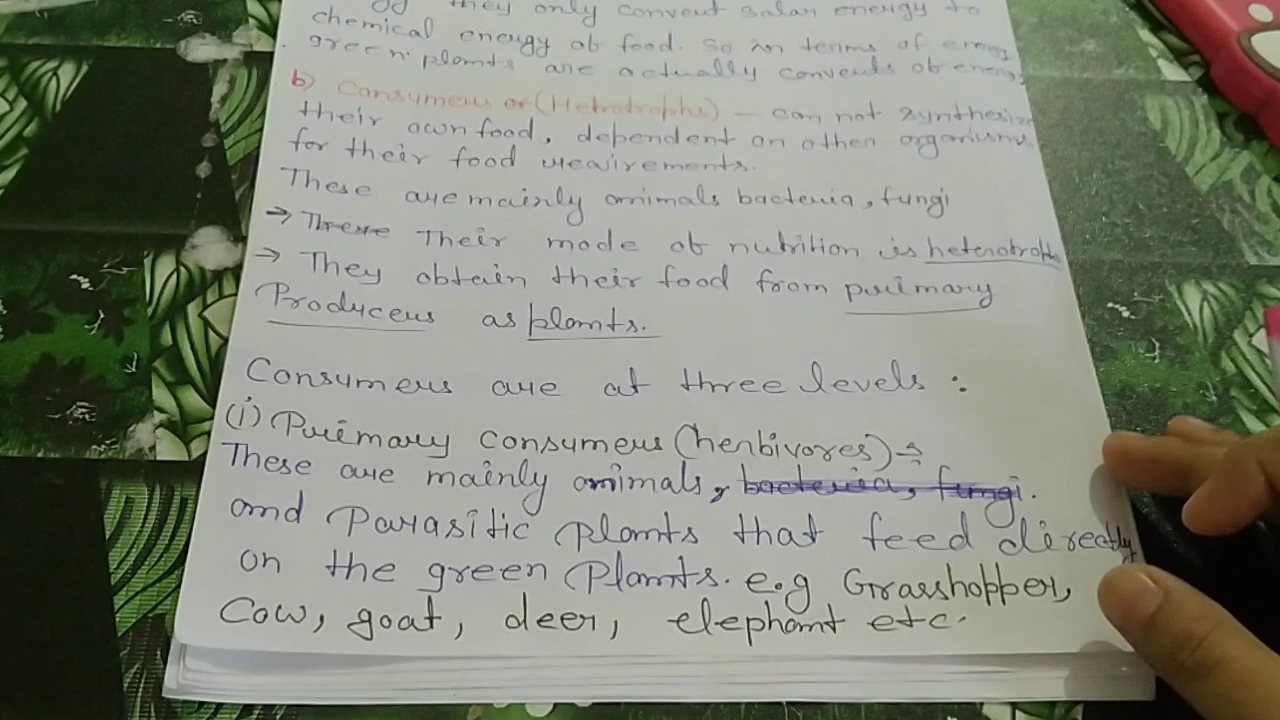 they only convert solar energy to
chemical energy of food. So in terms of energy
green plants are actually converts of energy
b) Consumers or (Hetrotrophs) — can not synthesize
their own food, dependent on other organisms
for their food reairements.
These are mainly animals bacteria, fungi
→ There Their mode of nutrition is heterotroph
→ They obtain their food from primary
Producers as plants.
Consumers are at three levels :
(i) Primary consumers (herbivores) →
These are mainly animals, bacteria, fungi.
and Parasitic plants that feed directly
on the green Plants. e.g Grasshopper,
Cow, goat, deer, elephant etc.